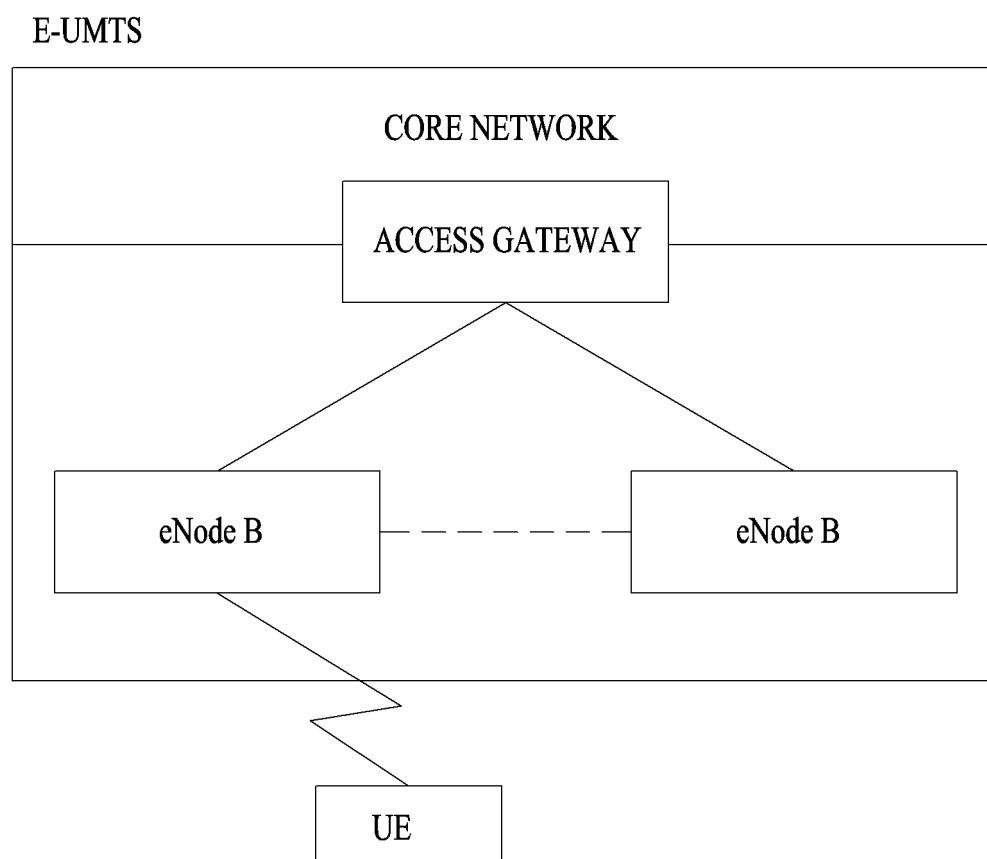 E-UMTS
CORE NETWORK
ACCESS GATEWAY
eNode B
eNode B
UE